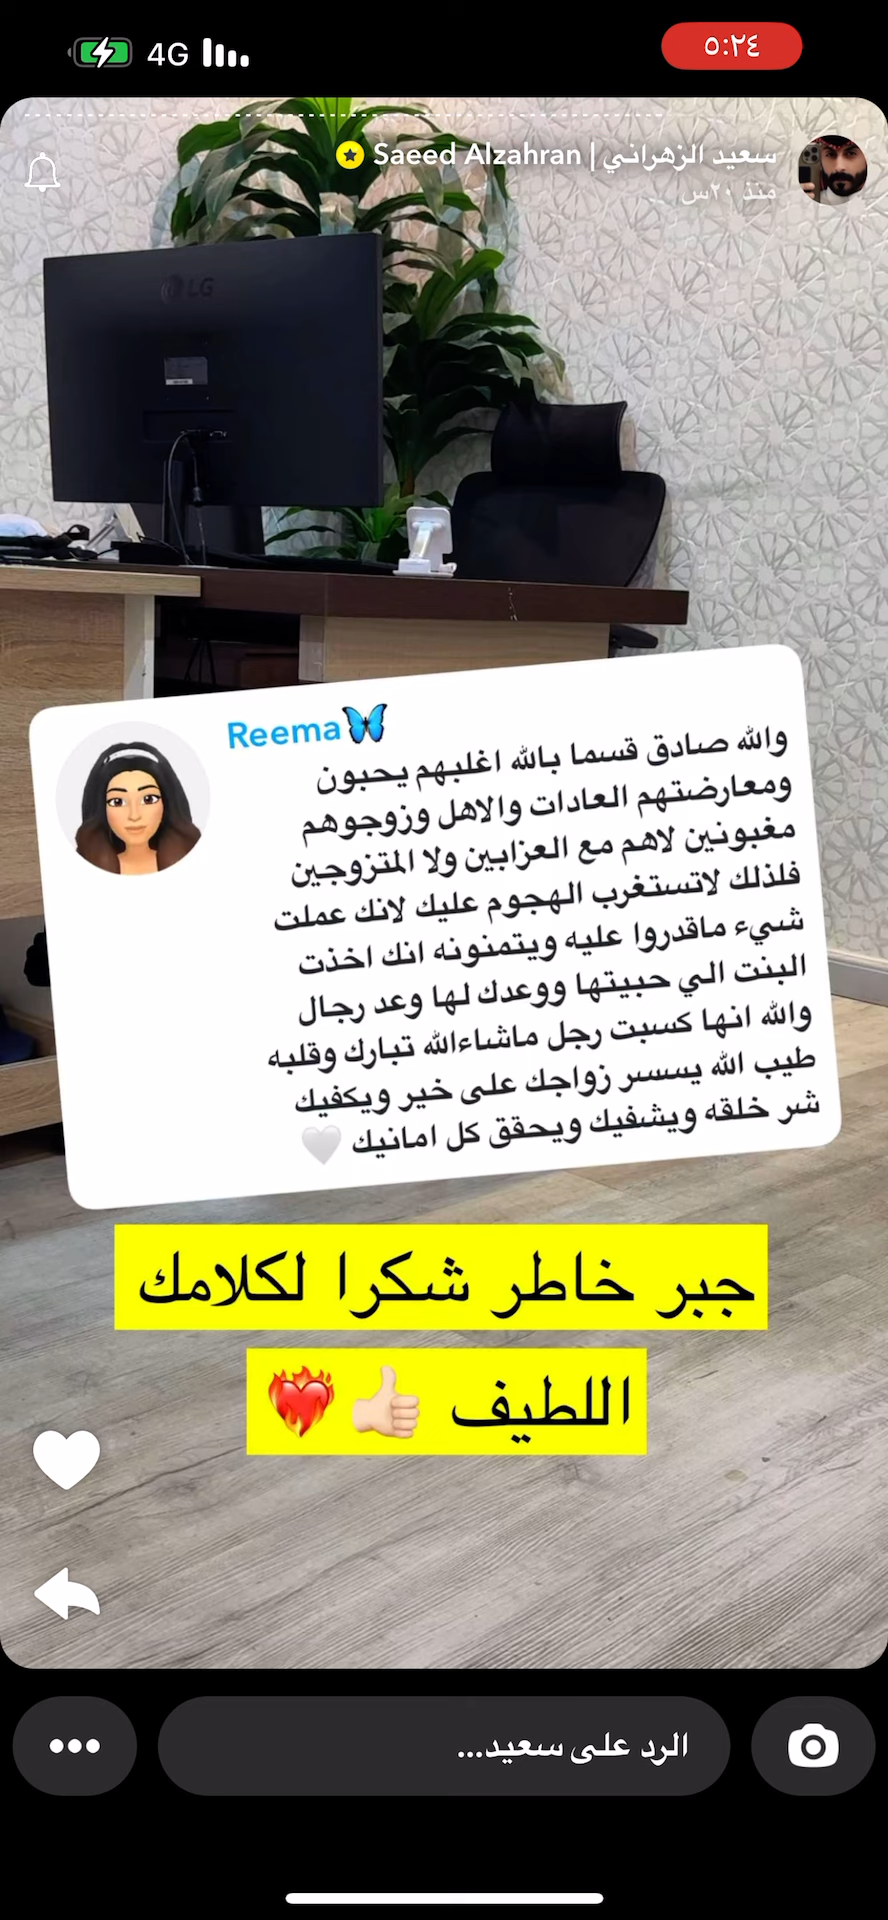 4G
٥:٢٤
سعيد الزهراني | Saeed Alzahran
منذ ٢٠س
LG
Reema🦋
والله صادق قسما بالله اغلبهم يحبون
ومعارضتهم العادات والاهل وزوجوهم
مغبونين لاهم مع العزابين ولا المتزوجين
فلذلك لاتستغرب الهجوم عليك لانك عملت
شيء ماقدروا عليه ويتمنونه انك اخذت
البنت الي حبيتها ووعدك لها وعد رجال
والله انها كسبت رجل ماشاءالله تبارك وقلبه
طيب الله يسسر زواجك على خير ويكفيك
شر خلقه ويشفيك ويحقق كل امانيك 🤍
جبر خاطر شكرا لكلامك
اللطيف 👍🏻 ❤️‍🔥
الرد على سعيد...